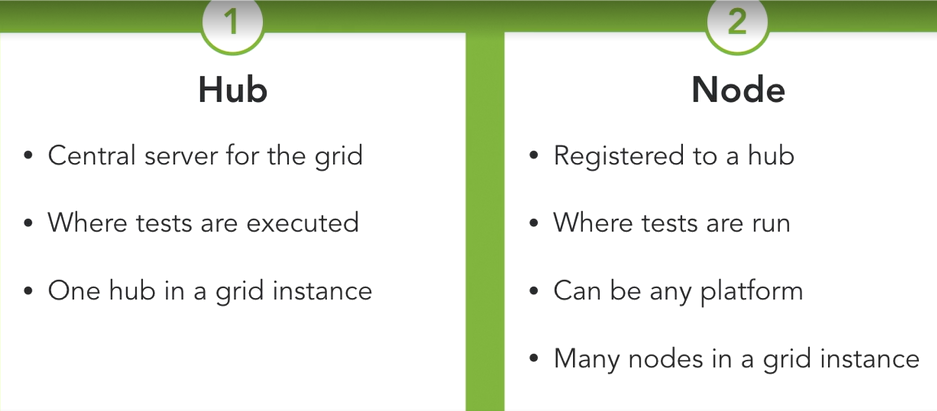 1
Hub
• Central server for the grid
• Where tests are executed
• One hub in a grid instance
2
Node
• Registered to a hub
• Where tests are run
• Can be any platform
• Many nodes in a grid instance